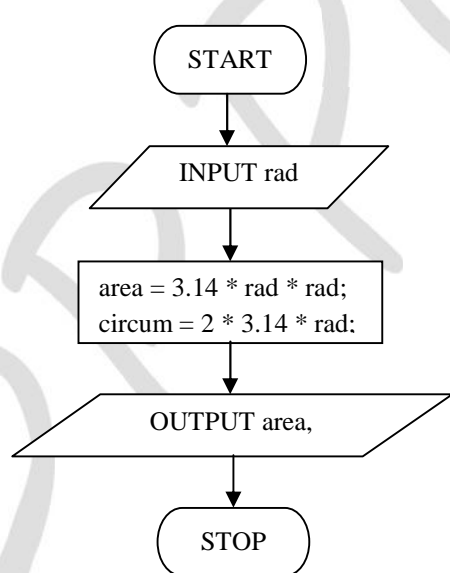 START
INPUT rad
area = 3.14 * rad * rad;
circum = 2 * 3.14 * rad;
OUTPUT area,
STOP